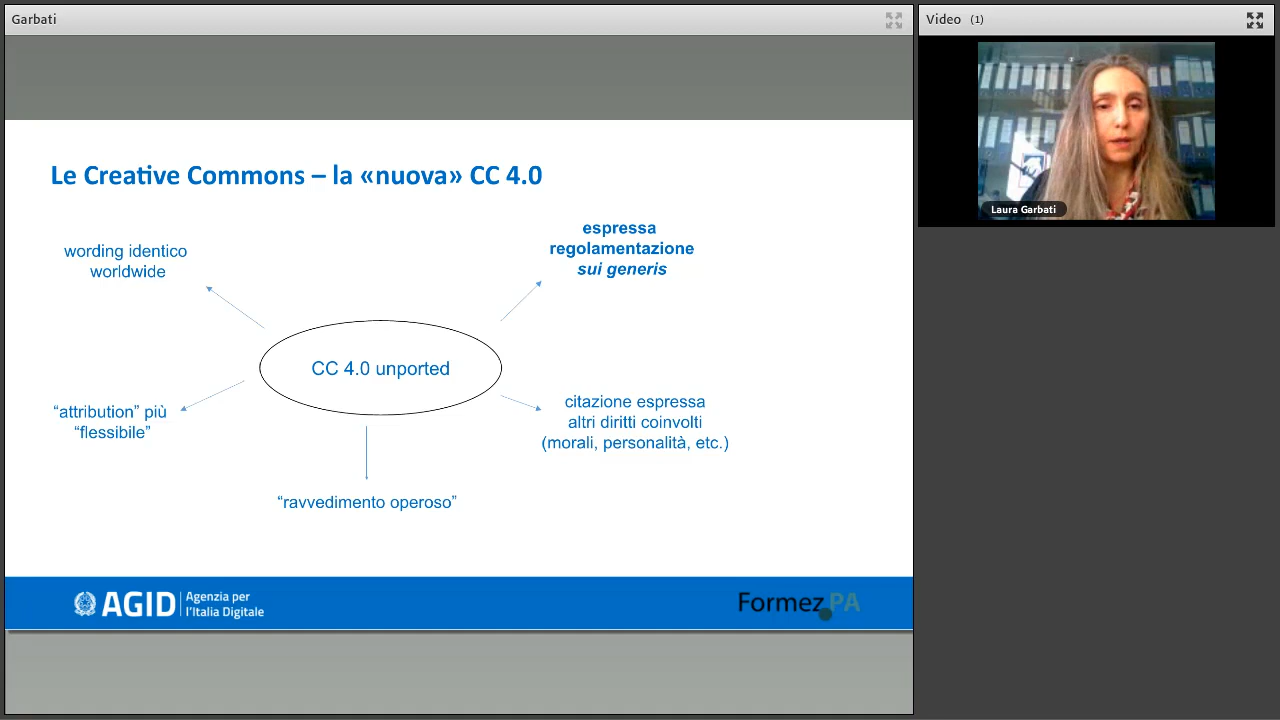 Garbati
Video (1)
Laura Garbati
Le Creative Commons – la «nuova» CC 4.0
wording identico
worldwide
espressa
regolamentazione
sui generis
CC 4.0 unported
“attribution” più
“flessibile”
citazione espressa
altri diritti coinvolti
(morali, personalità, etc.)
“ravvedimento operoso”
AGID
Agenzia per
l’Italia Digitale
Formez PA